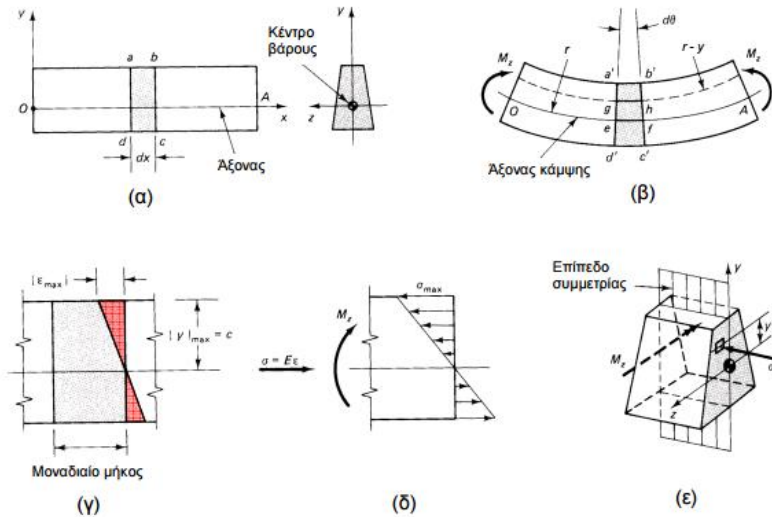 y
y
dθ
Κέντρο
βάρους
a b
O A x z
d c
dx
Άξονας
(α)
M_z r r - y M_z
a' b'
g h
O e f A
d' c'
Άξονας κάμψης
(β)
|ε_max|
|y|_max = c
Μοναδιαίο μήκος
(γ)
σ = Eε
M_z
σ_max
(δ)
Επίπεδο
συμμετρίας
y
y
M_z
z
σ
(ε)